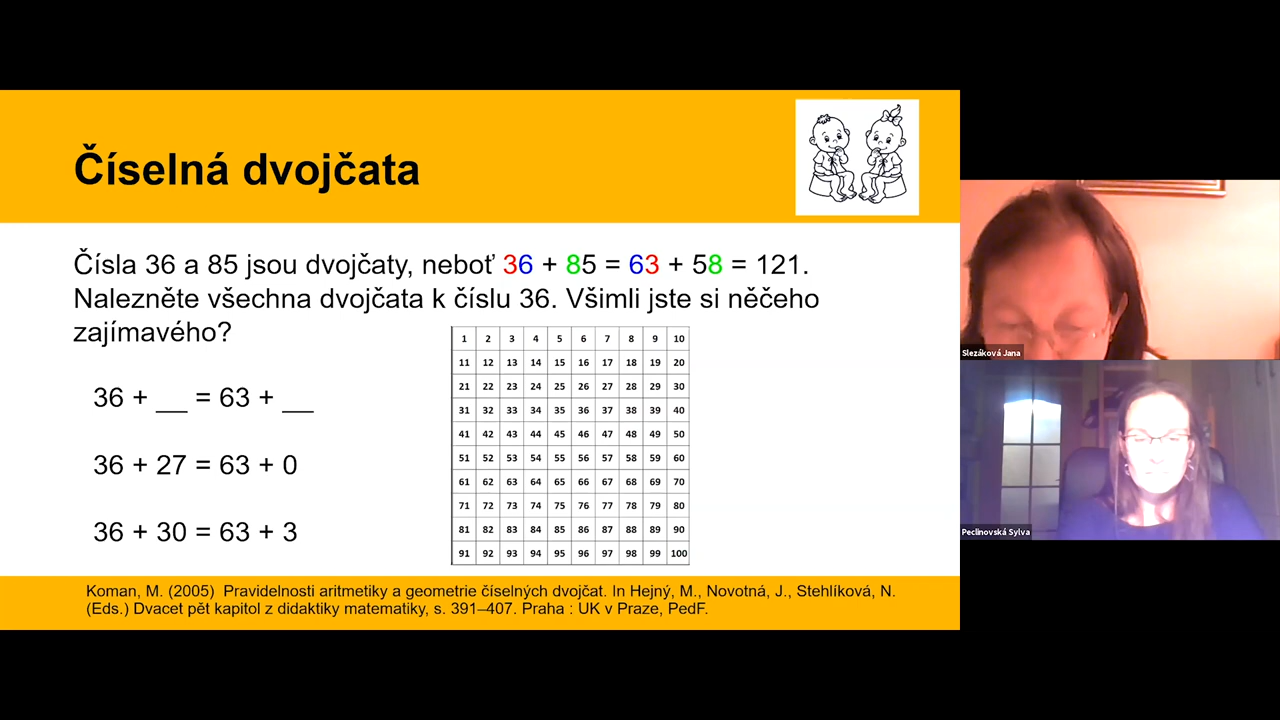 Číselná dvojčata
Čísla 36 a 85 jsou dvojčaty, neboť 36 + 85 = 63 + 58 = 121.
Nalezněte všechna dvojčata k číslu 36. Všimli jste si něčeho
zajímavého?
36 + __ = 63 + __
36 + 27 = 63 + 0
36 + 30 = 63 + 3
1 2 3 4 5 6 7 8 9 10
11 12 13 14 15 16 17 18 19 20
21 22 23 24 25 26 27 28 29 30
31 32 33 34 35 36 37 38 39 40
41 42 43 44 45 46 47 48 49 50
51 52 53 54 55 56 57 58 59 60
61 62 63 64 65 66 67 68 69 70
71 72 73 74 75 76 77 78 79 80
81 82 83 84 85 86 87 88 89 90
91 92 93 94 95 96 97 98 99 100
Koman, M. (2005) Pravidelnosti aritmetiky a geometrie číselných dvojčat. In Hejný, M., Novotná, J., Stehlíková, N.
(Eds.) Dvacet pět kapitol z didaktiky matematiky, s. 391–407. Praha : UK v Praze, PedF.
Slezáková Jana
Peclinovská Sylva